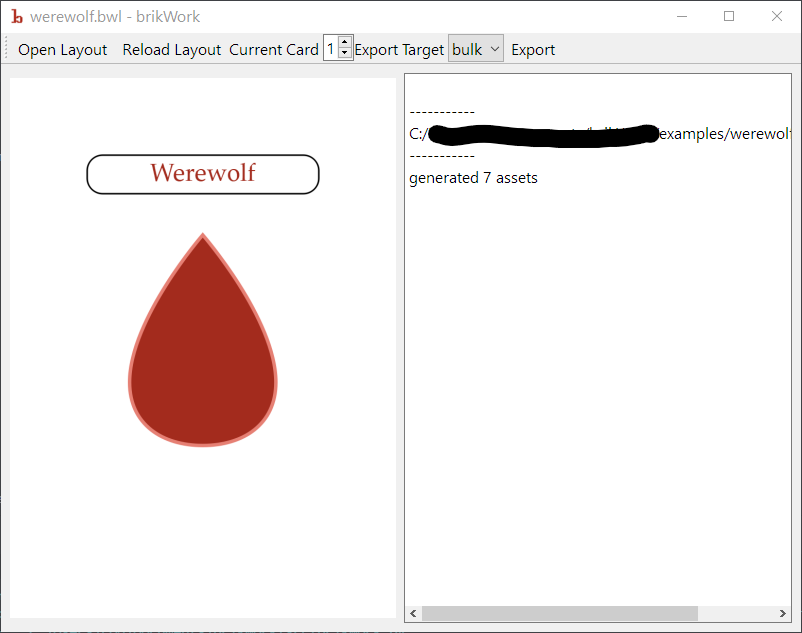 werewolf.bwl - brikWork
Open Layout Reload Layout Current Card 1 Export Target bulk Export
Werewolf
-----------
C:/
examples/werewolf
-----------
generated 7 assets